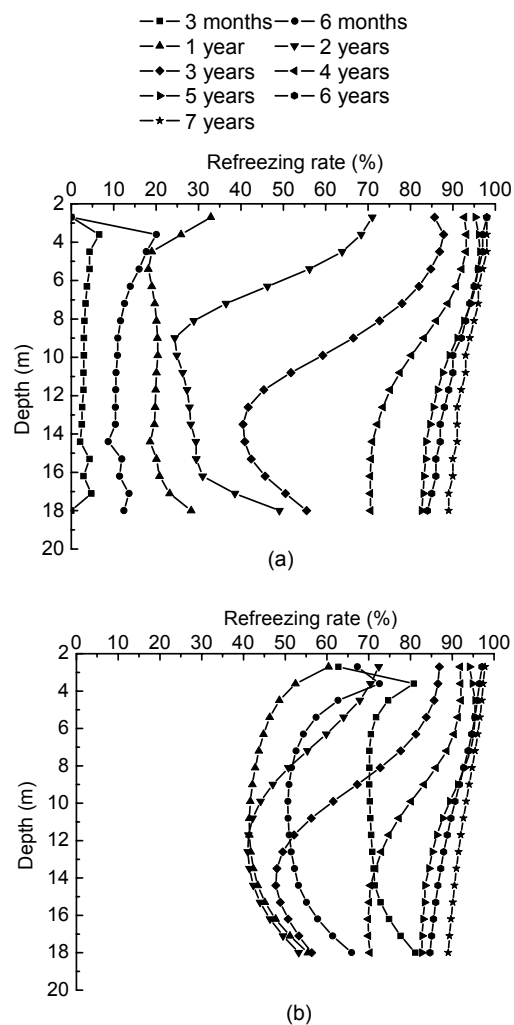 3 months 6 months
1 year 2 years
3 years 4 years
5 years 6 years
7 years
Refreezing rate (%)
0 10 20 30 40 50 60 70 80 90 100
2
4
6
8
10
12
14
16
18
20
Depth (m)
(a)
Refreezing rate (%)
0 10 20 30 40 50 60 70 80 90 100
2
4
6
8
10
12
14
16
18
20
Depth (m)
(b)